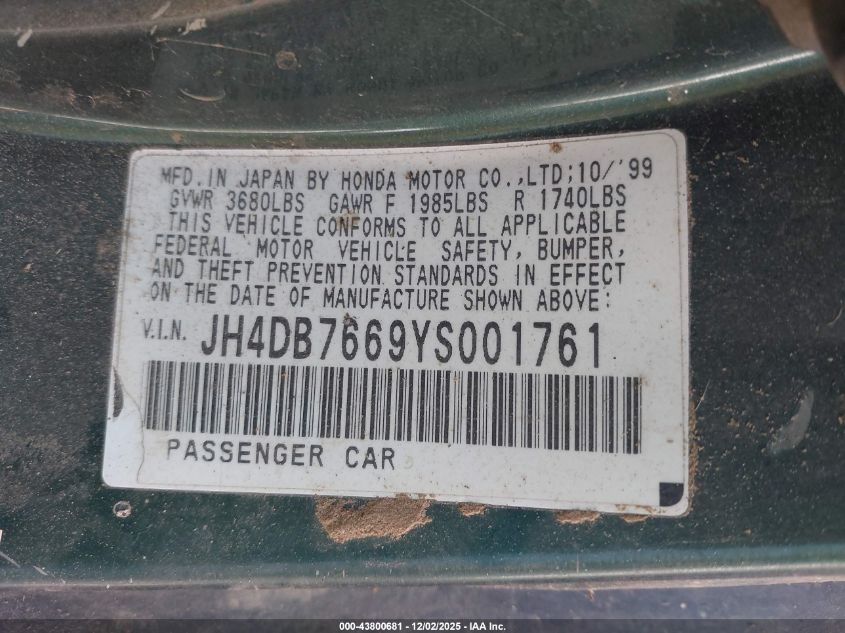 MFD.IN JAPAN BY HONDA MOTOR CO.,LTD;10/'99
GVWR 3680LBS GAWR F 1985LBS R 1740LBS
THIS VEHICLE CONFORMS TO ALL APPLICABLE
FEDERAL MOTOR VEHICLE SAFETY, BUMPER,
AND THEFT PREVENTION STANDARDS IN EFFECT
ON THE DATE OF MANUFACTURE SHOWN ABOVE:
V.I.N. JH4DB7669YS001761
PASSENGER CAR
000-43800681 - 12/02/2025 - IAA Inc.